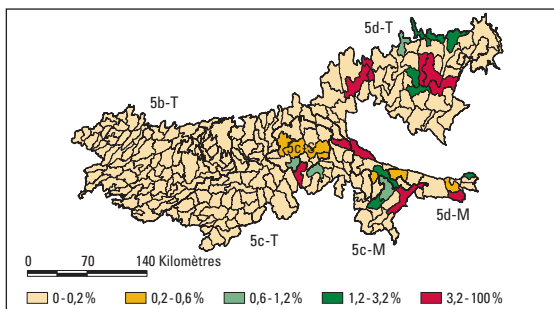 5d-T
5b-T
5c-S
5d-M
5c-T
5c-M
0 70 140 Kilomètres
0-0,2% 0,2-0,6% 0,6-1,2% 1,2-3,2% 3,2-100%